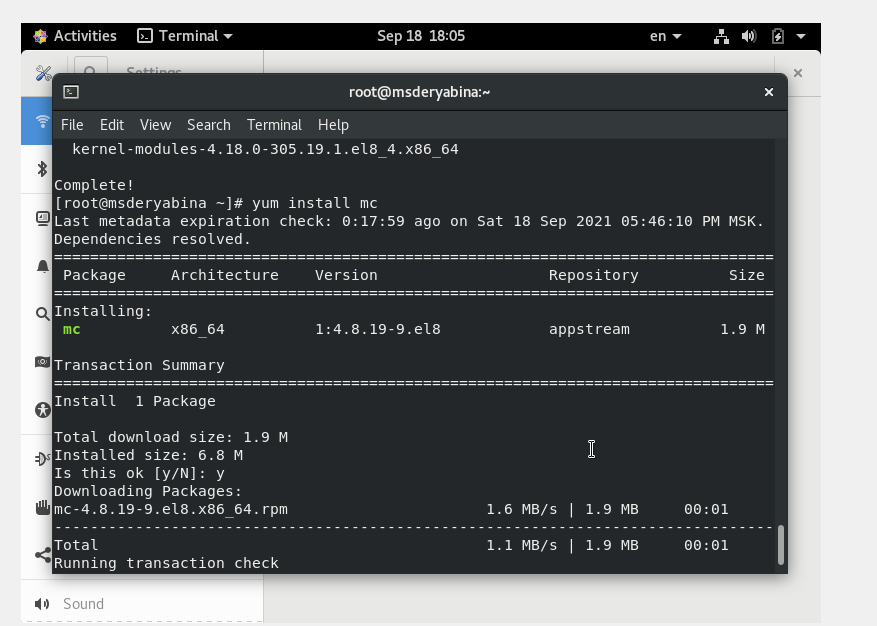 Activities Terminal Sep 18 18:05 en
Settings
root@msderyabina:~
File Edit View Search Terminal Help
kernel-modules-4.18.0-305.19.1.el8_4.x86_64
Complete!
[root@msderyabina ~]# yum install mc
Last metadata expiration check: 0:17:59 ago on Sat 18 Sep 2021 05:46:10 PM MSK.
Dependencies resolved.
================================================================================
Package Architecture Version Repository Size
================================================================================
Installing:
mc x86_64 1:4.8.19-9.el8 appstream 1.9 M
Transaction Summary
================================================================================
Install 1 Package
Total download size: 1.9 M
Installed size: 6.8 M
Is this ok [y/N]: y
Downloading Packages:
mc-4.8.19-9.el8.x86_64.rpm 1.6 MB/s | 1.9 MB 00:01
--------------------------------------------------------------------------------
Total 1.1 MB/s | 1.9 MB 00:01
Running transaction check
Sound